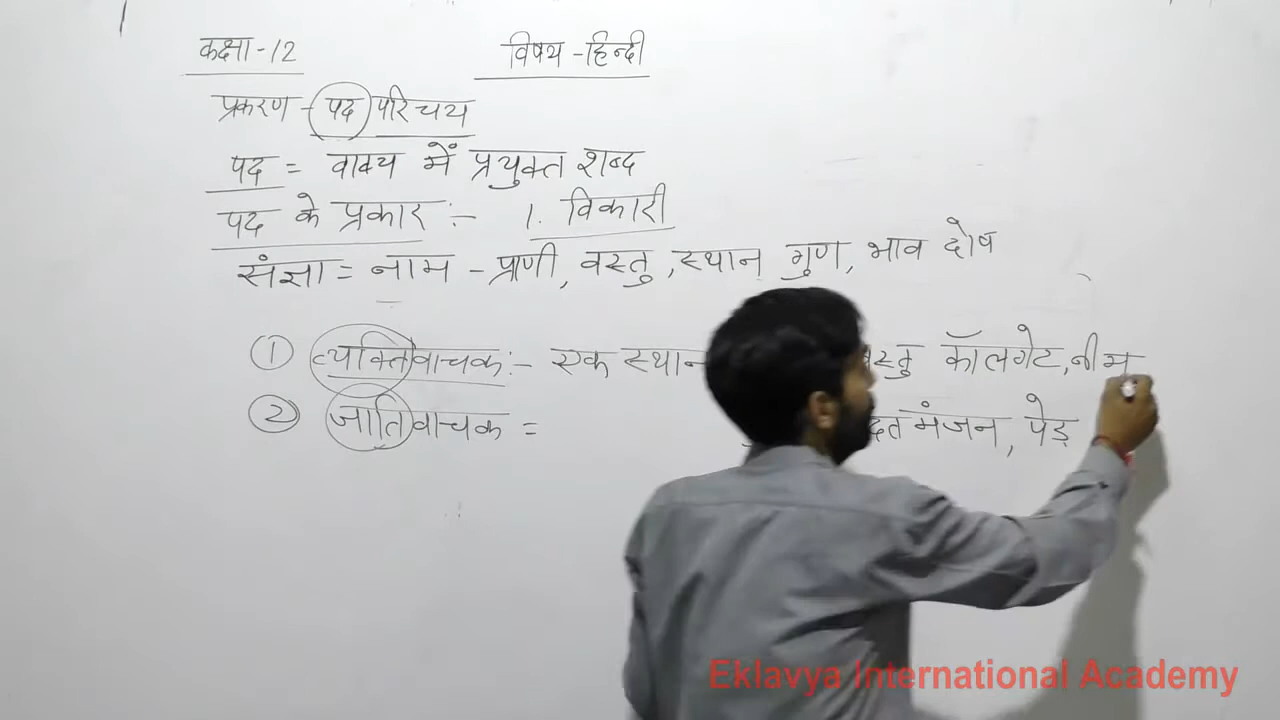 कक्षा-12
विषय-हिन्दी
प्रकरण - पद परिचय
पद = वाक्य में प्रयुक्त शब्द
पद के प्रकार :- 1. विकारी
संज्ञा = नाम - प्राणी, वस्तु, स्थान, गुण, भाव दोष
① व्यक्तिवाचक :- एक स्थान वस्तु कॉलगेट, नीम
② जातिवाचक = दंत मंजन, पेड़
Eklavya International Academy